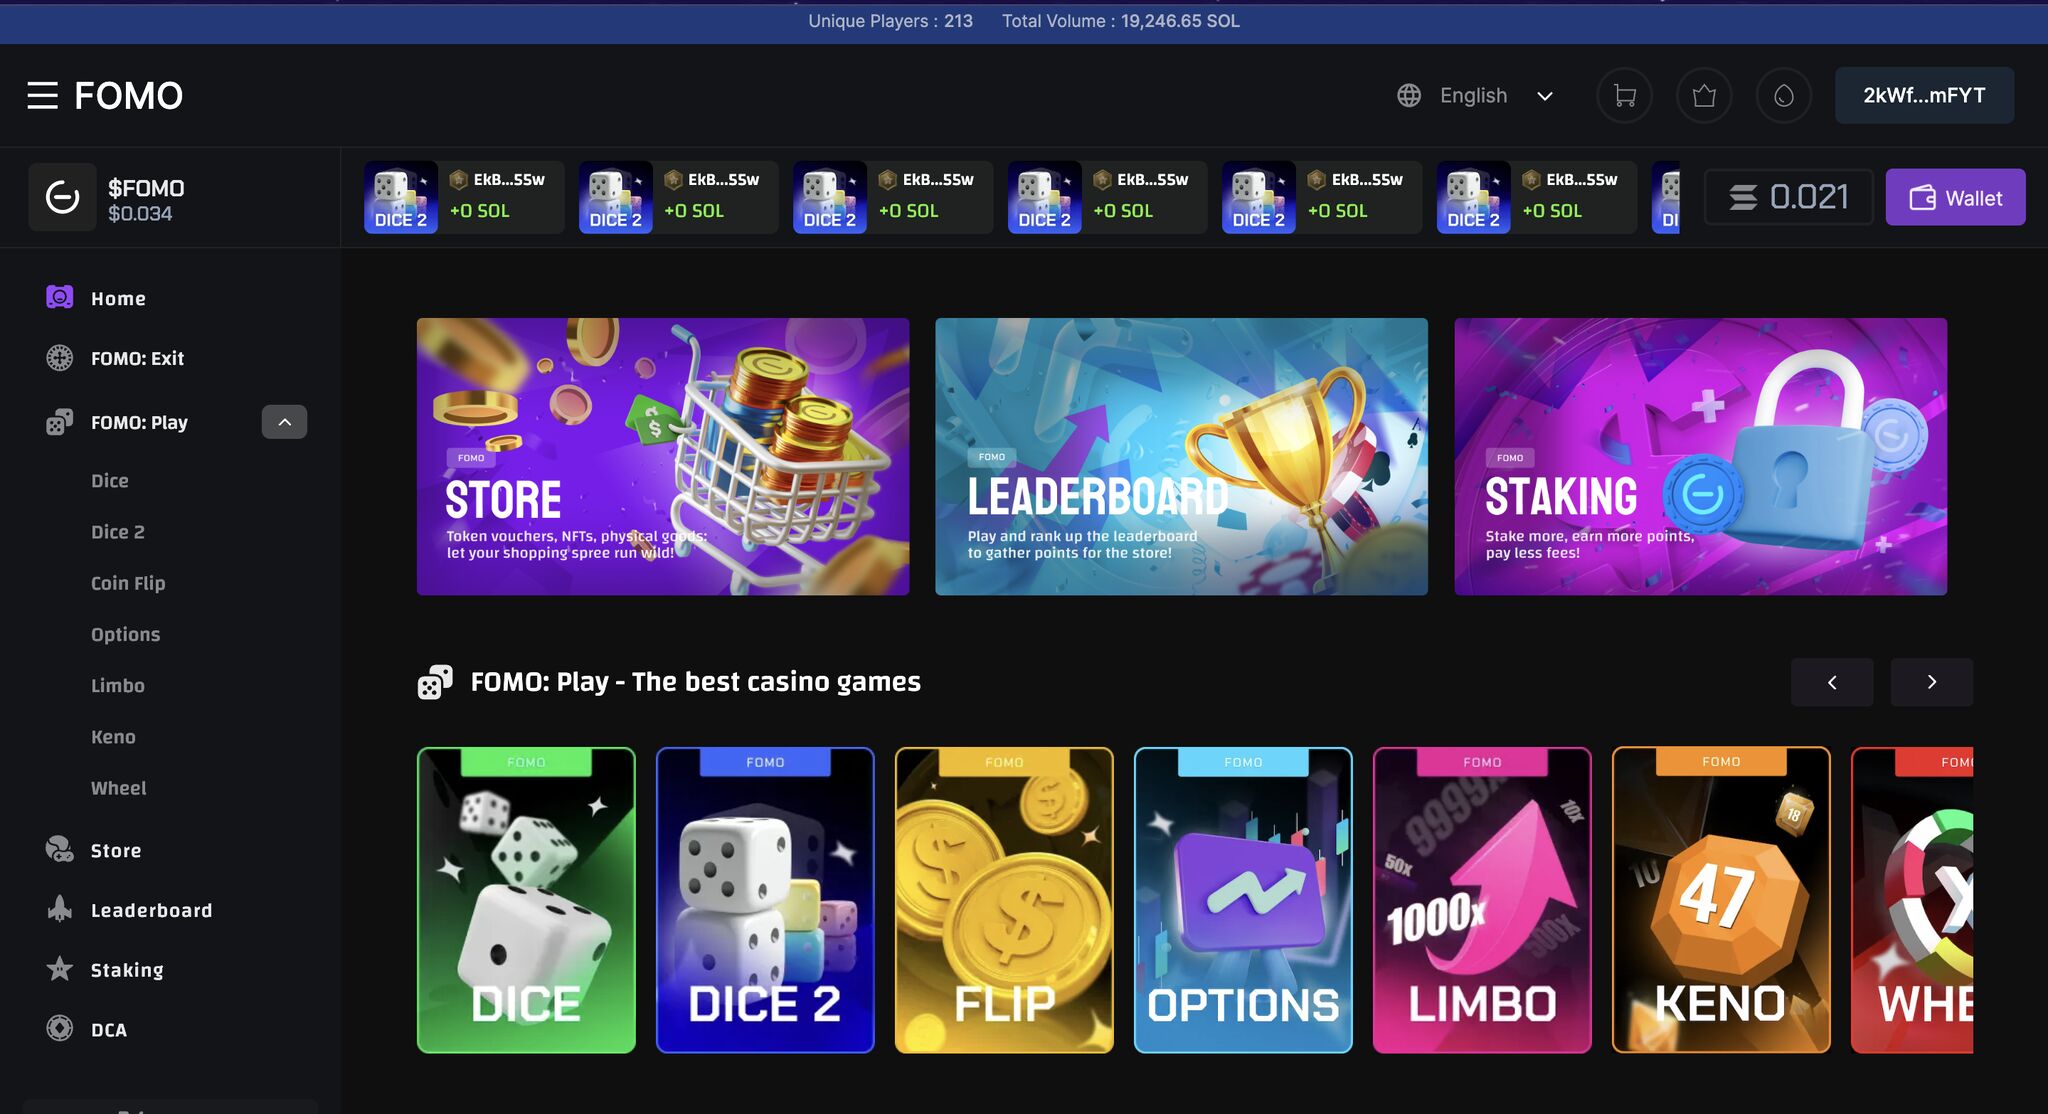 Unique Players : 213 Total Volume : 19,246.65 SOL
FOMO
English
2kWf...mFYT
$FOMO
$0.034
DICE 2
EkB...55w
+0 SOL
DICE 2
EkB...55w
+0 SOL
DICE 2
EkB...55w
+0 SOL
DICE 2
EkB...55w
+0 SOL
DICE 2
EkB...55w
+0 SOL
DICE 2
EkB...55w
+0 SOL
DI
0.021
Wallet
Home
FOMO: Exit
FOMO: Play
Dice
Dice 2
Coin Flip
Options
Limbo
Keno
Wheel
Store
Leaderboard
Staking
DCA
FOMO
STORE
Token vouchers, NFTs, physical goods:
let your shopping spree run wild!
FOMO
LEADERBOARD
Play and rank up the leaderboard
to gather points for the store!
FOMO
STAKING
Stake more, earn more points,
pay less fees!
FOMO: Play - The best casino games
FOMO
DICE
FOMO
DICE 2
FOMO
FLIP
FOMO
OPTIONS
FOMO
9999x
10x
50x
1000x
500x
LIMBO
FOMO
18
10
47
KENO
FOM
X
WHE